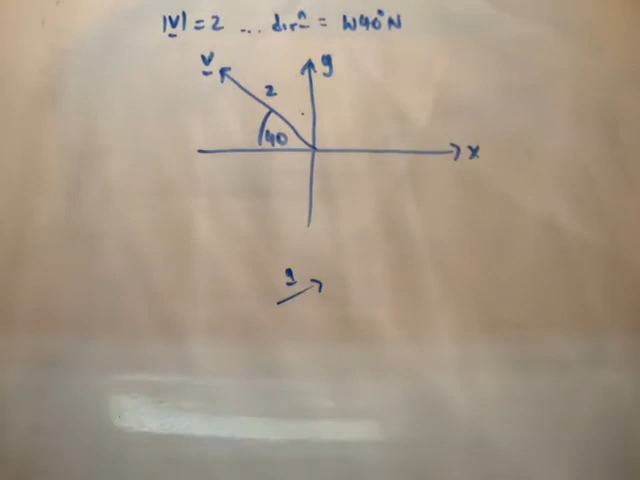 |V| = 2 ... dirⁿ = W40°N
V y
2
40
x